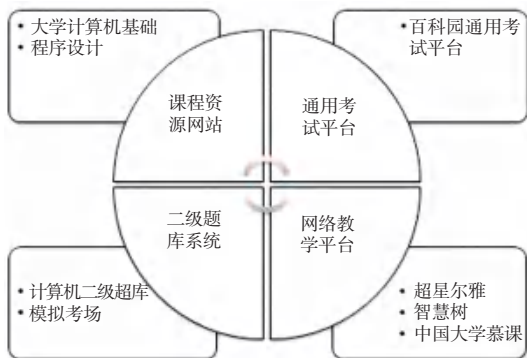 • 大学计算机基础
• 程序设计
• 百科园通用考
试平台
课程资
源网站
通用考
试平台
二级题
库系统
网络教
学平台
• 计算机二级超库
• 模拟考场
• 超星尔雅
• 智慧树
• 中国大学慕课